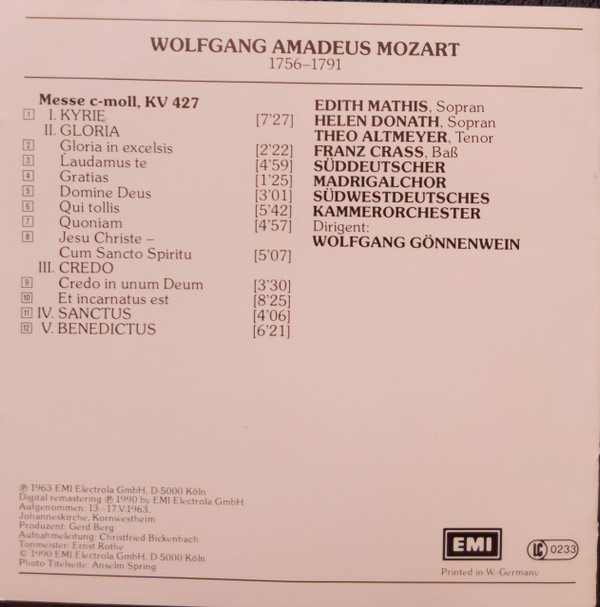 WOLFGANG AMADEUS MOZART
1756–1791
Messe c-moll, KV 427
1 I. KYRIE [7'27]
II. GLORIA
2 Gloria in excelsis [2'22]
3 Laudamus te [4'59]
4 Gratias [1'25]
5 Domine Deus [3'01]
6 Qui tollis [5'42]
7 Quoniam [4'57]
8 Jesu Christe –
Cum Sancto Spiritu [5'07]
III. CREDO
9 Credo in unum Deum [3'30]
10 Et incarnatus est [8'25]
11 IV. SANCTUS [4'06]
12 V. BENEDICTUS [6'21]
EDITH MATHIS, Sopran
HELEN DONATH, Sopran
THEO ALTMEYER, Tenor
FRANZ CRASS, Baß
SÜDDEUTSCHER
MADRIGALCHOR
SÜDWESTDEUTSCHES
KAMMERORCHESTER
Dirigent:
WOLFGANG GÖNNENWEIN
℗ 1963 EMI Electrola GmbH, D-5000 Köln
Digital remastering ℗ 1990 by EMI Electrola GmbH
Aufgenommen: 13.-17.V.1963,
Johanneskirche, Kornwestheim
Produzent: Gerd Berg
Aufnahmeleitung: Christfried Bickenbach
Tonmeister: Ernst Rothe
© 1990 EMI Electrola GmbH, D-5000 Köln
Photo Titelseite: Anselm Spring
EMI
LC 0233
Printed in W. Germany